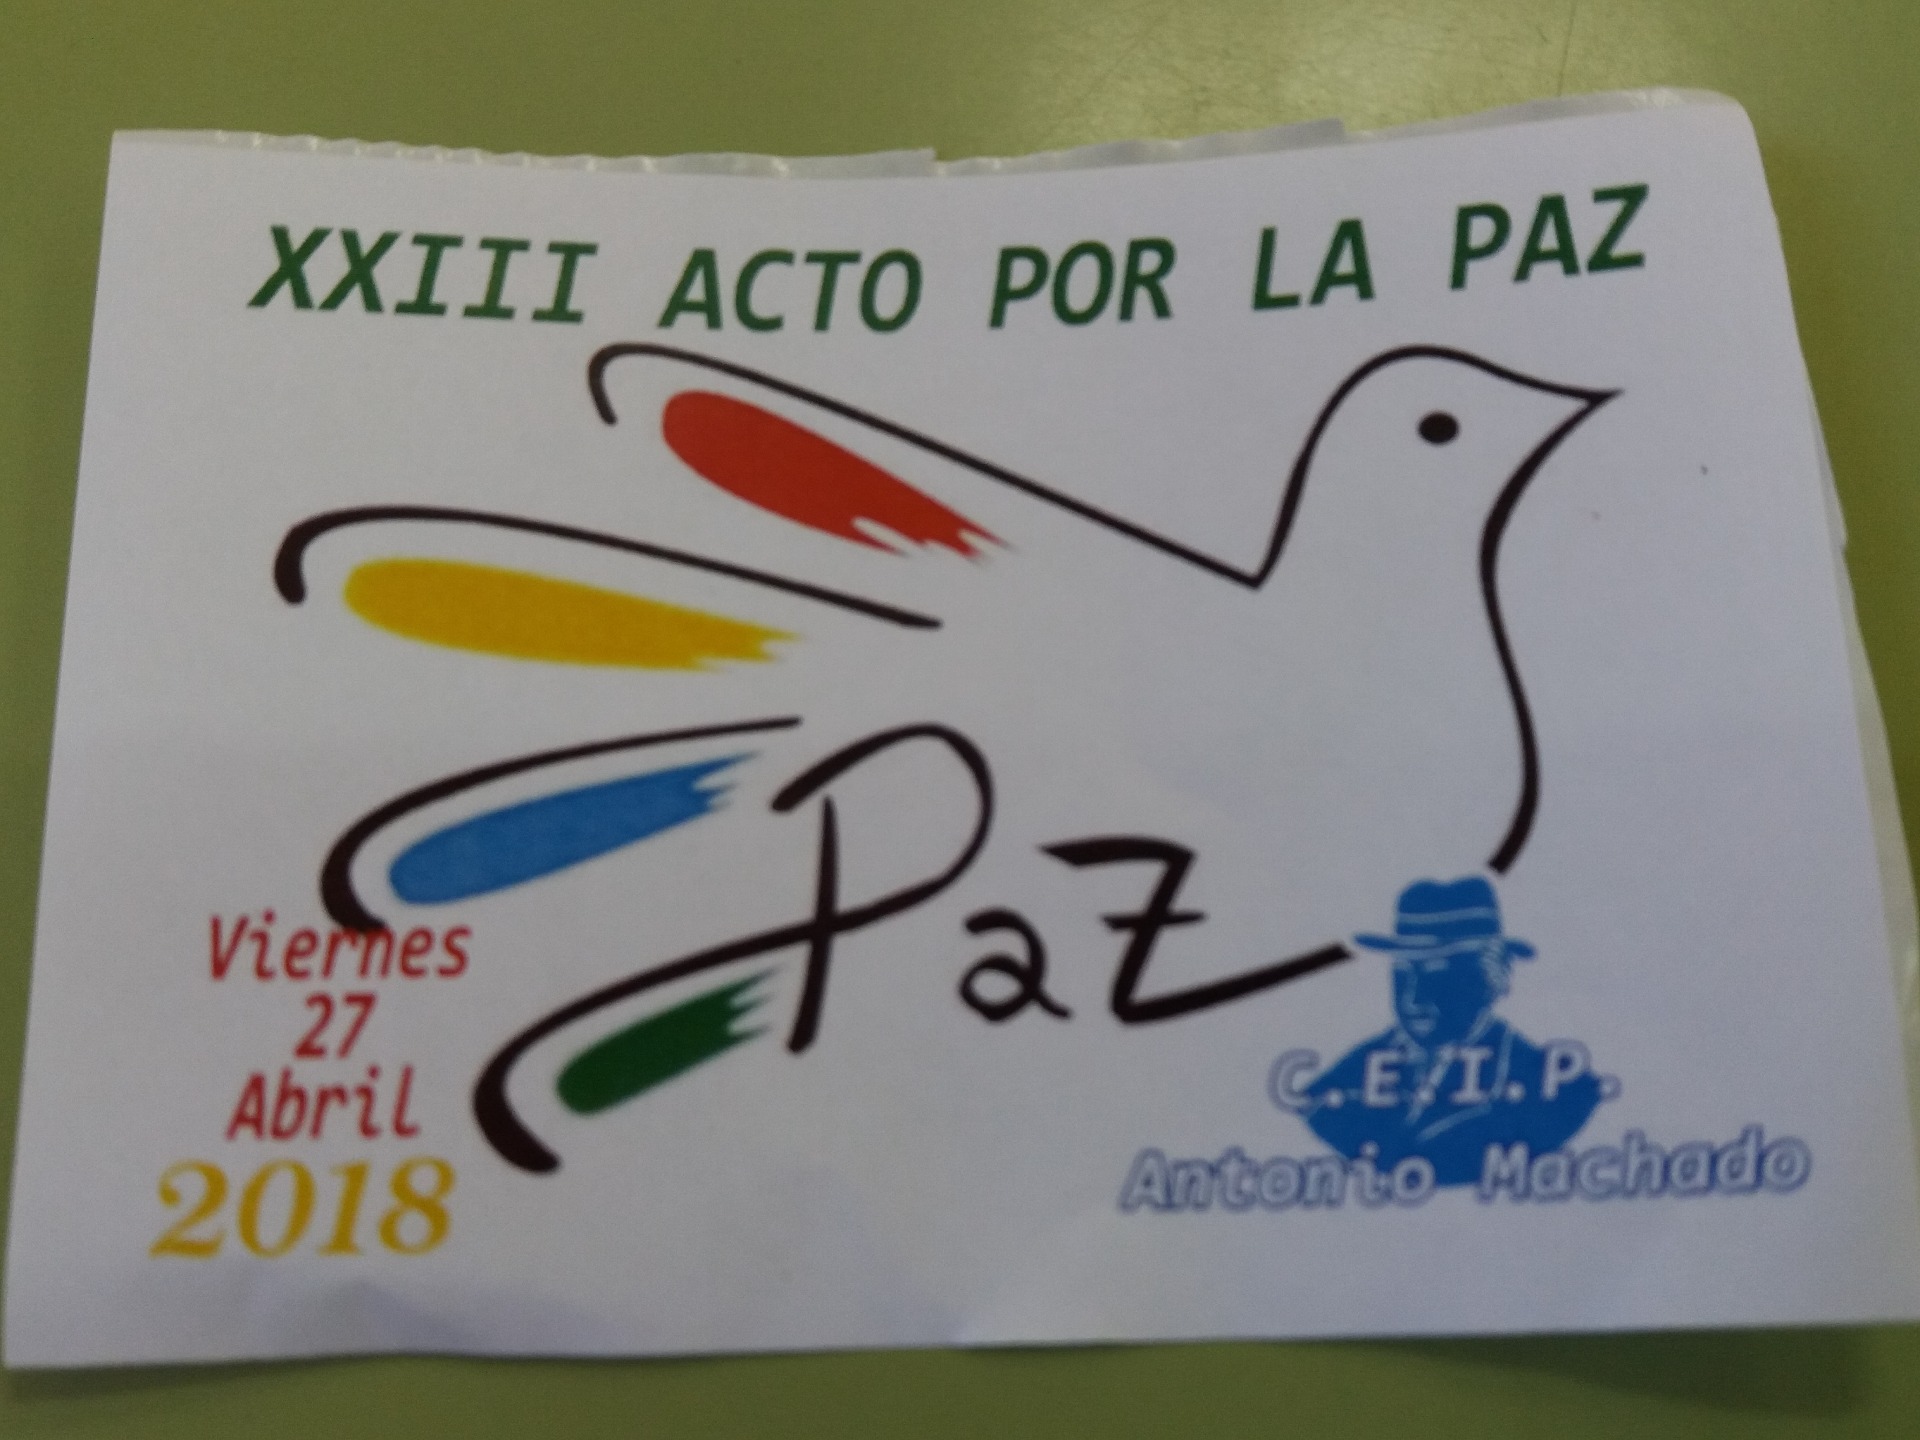 XXIII ACTO POR LA PAZ
Paz
Viernes
27
Abril
2018
C.E.I.P.
Antonio Machado